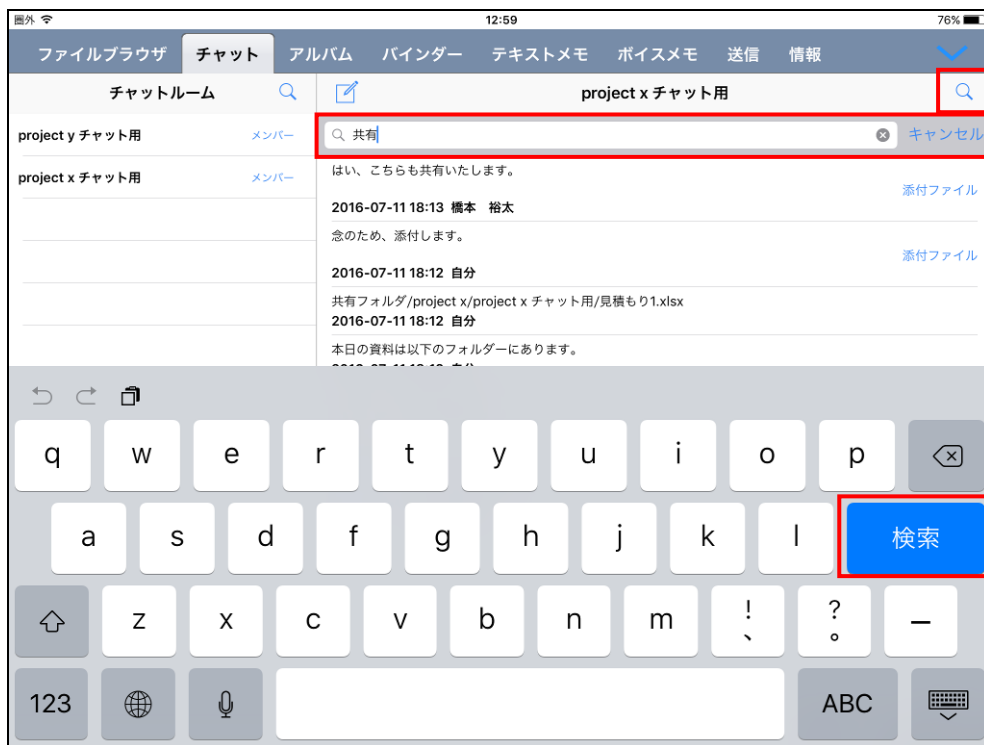 圏外 12:59 76%
ファイルブラウザ チャット アルバム バインダー テキストメモ ボイスメモ 送信 情報
チャットルーム
project x チャット用
project y チャット用 メンバー
project x チャット用 メンバー
共有 キャンセル
はい、こちらも共有いたします。
添付ファイル
2016-07-11 18:13 橋本 裕太
念のため、添付します。
添付ファイル
2016-07-11 18:12 自分
共有フォルダ/project x/project x チャット用/見積もり1.xlsx
2016-07-11 18:12 自分
本日の資料は以下のフォルダーにあります。
q w e r t y u i o p
a s d f g h j k l 検索
z x c v b n m ! 、 ? 。 ー
123 ABC